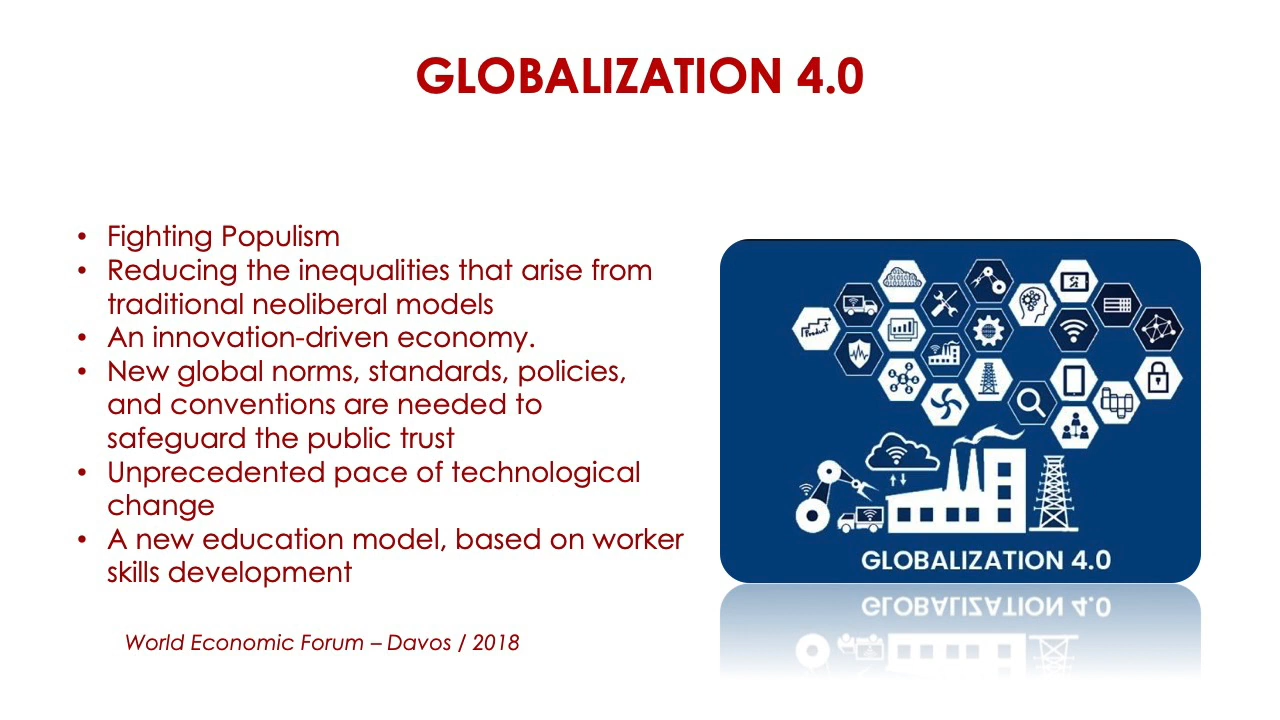 GLOBALIZATION 4.0
• Fighting Populism
• Reducing the inequalities that arise from
traditional neoliberal models
• An innovation-driven economy.
• New global norms, standards, policies,
and conventions are needed to
safeguard the public trust
• Unprecedented pace of technological
change
• A new education model, based on worker
skills development
World Economic Forum – Davos / 2018
Product
GLOBALIZATION 4.0